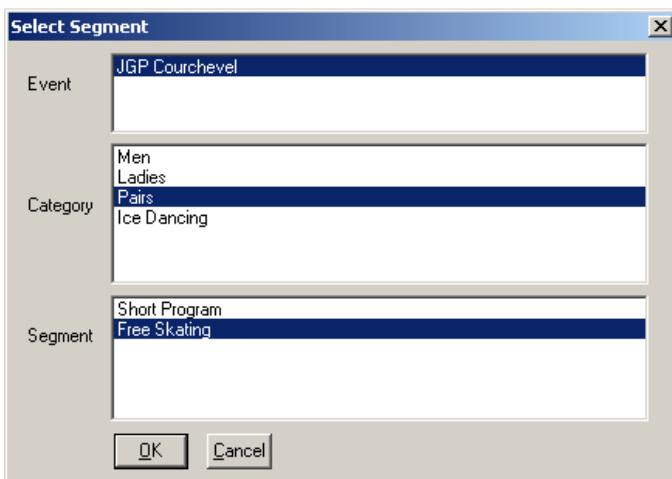 Select Segment
Event
JGP Courchevel
Category
Men
Ladies
Pairs
Ice Dancing
Segment
Short Program
Free Skating
OK
Cancel